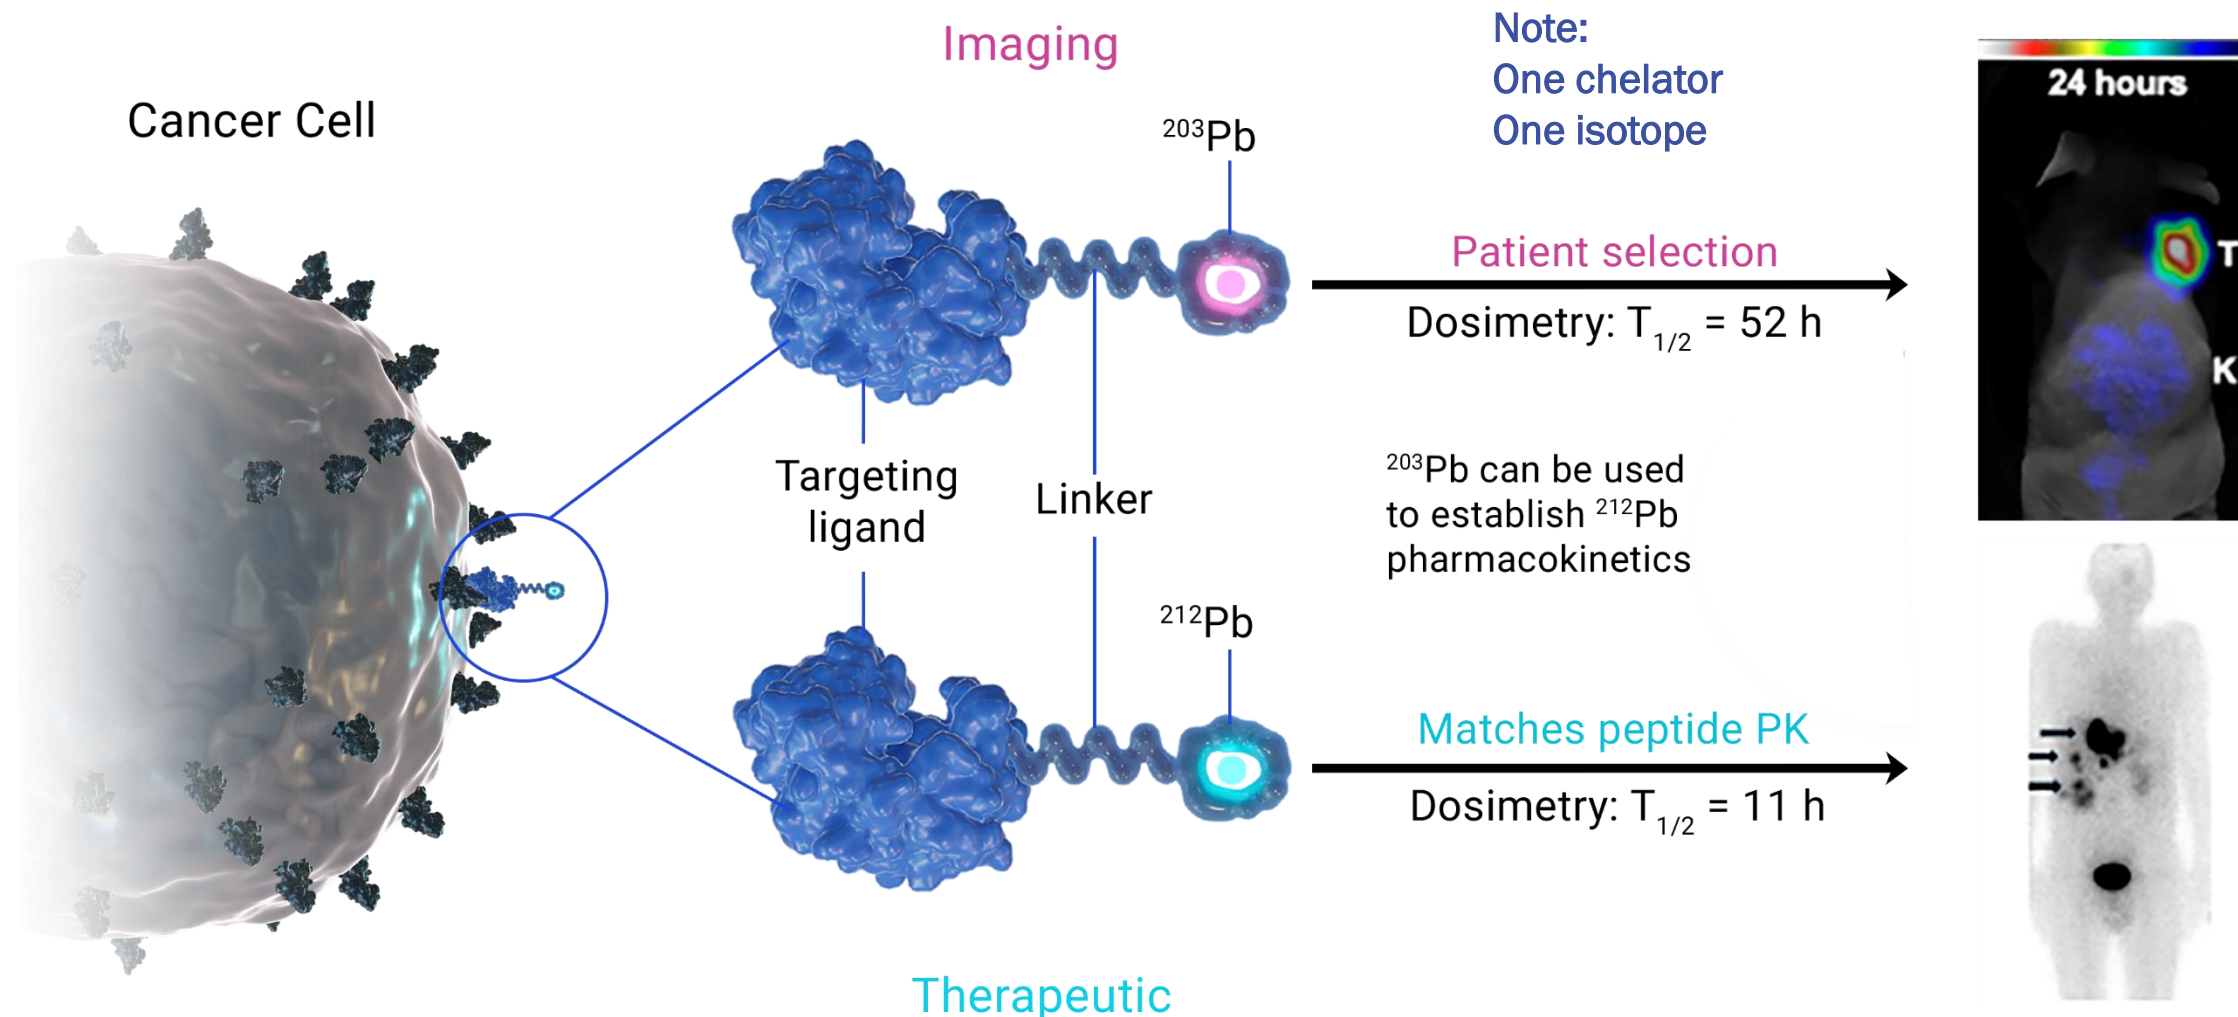 Imaging
Note:
One chelator
One isotope
24 hours
Cancer Cell
²⁰³Pb
Patient selection
Dosimetry: T₁/₂ = 52 h
T
K
Targeting
ligand
Linker
²⁰³Pb can be used
to establish ²¹²Pb
pharmacokinetics
²¹²Pb
Matches peptide PK
Dosimetry: T₁/₂ = 11 h
Therapeutic